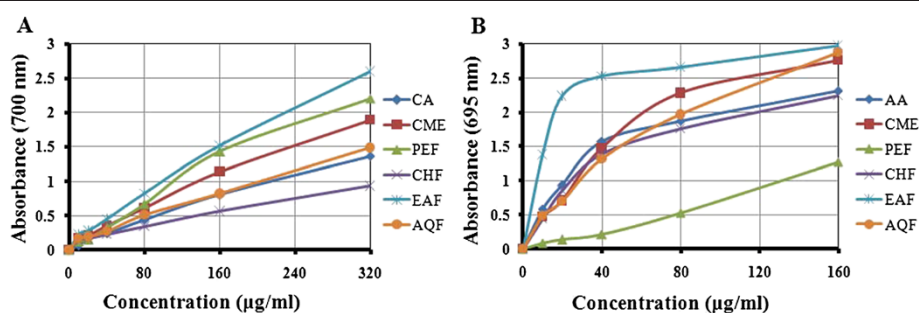 A
Absorbance (700 nm)
3
2.5
2
1.5
1
0.5
0
0 80 160 240 320
Concentration (µg/ml)
CA
CME
PEF
CHF
EAF
AQF
B
Absorbance (695 nm)
3
2.5
2
1.5
1
0.5
0
0 40 80 120 160
Concentration (µg/ml)
AA
CME
PEF
CHF
EAF
AQF